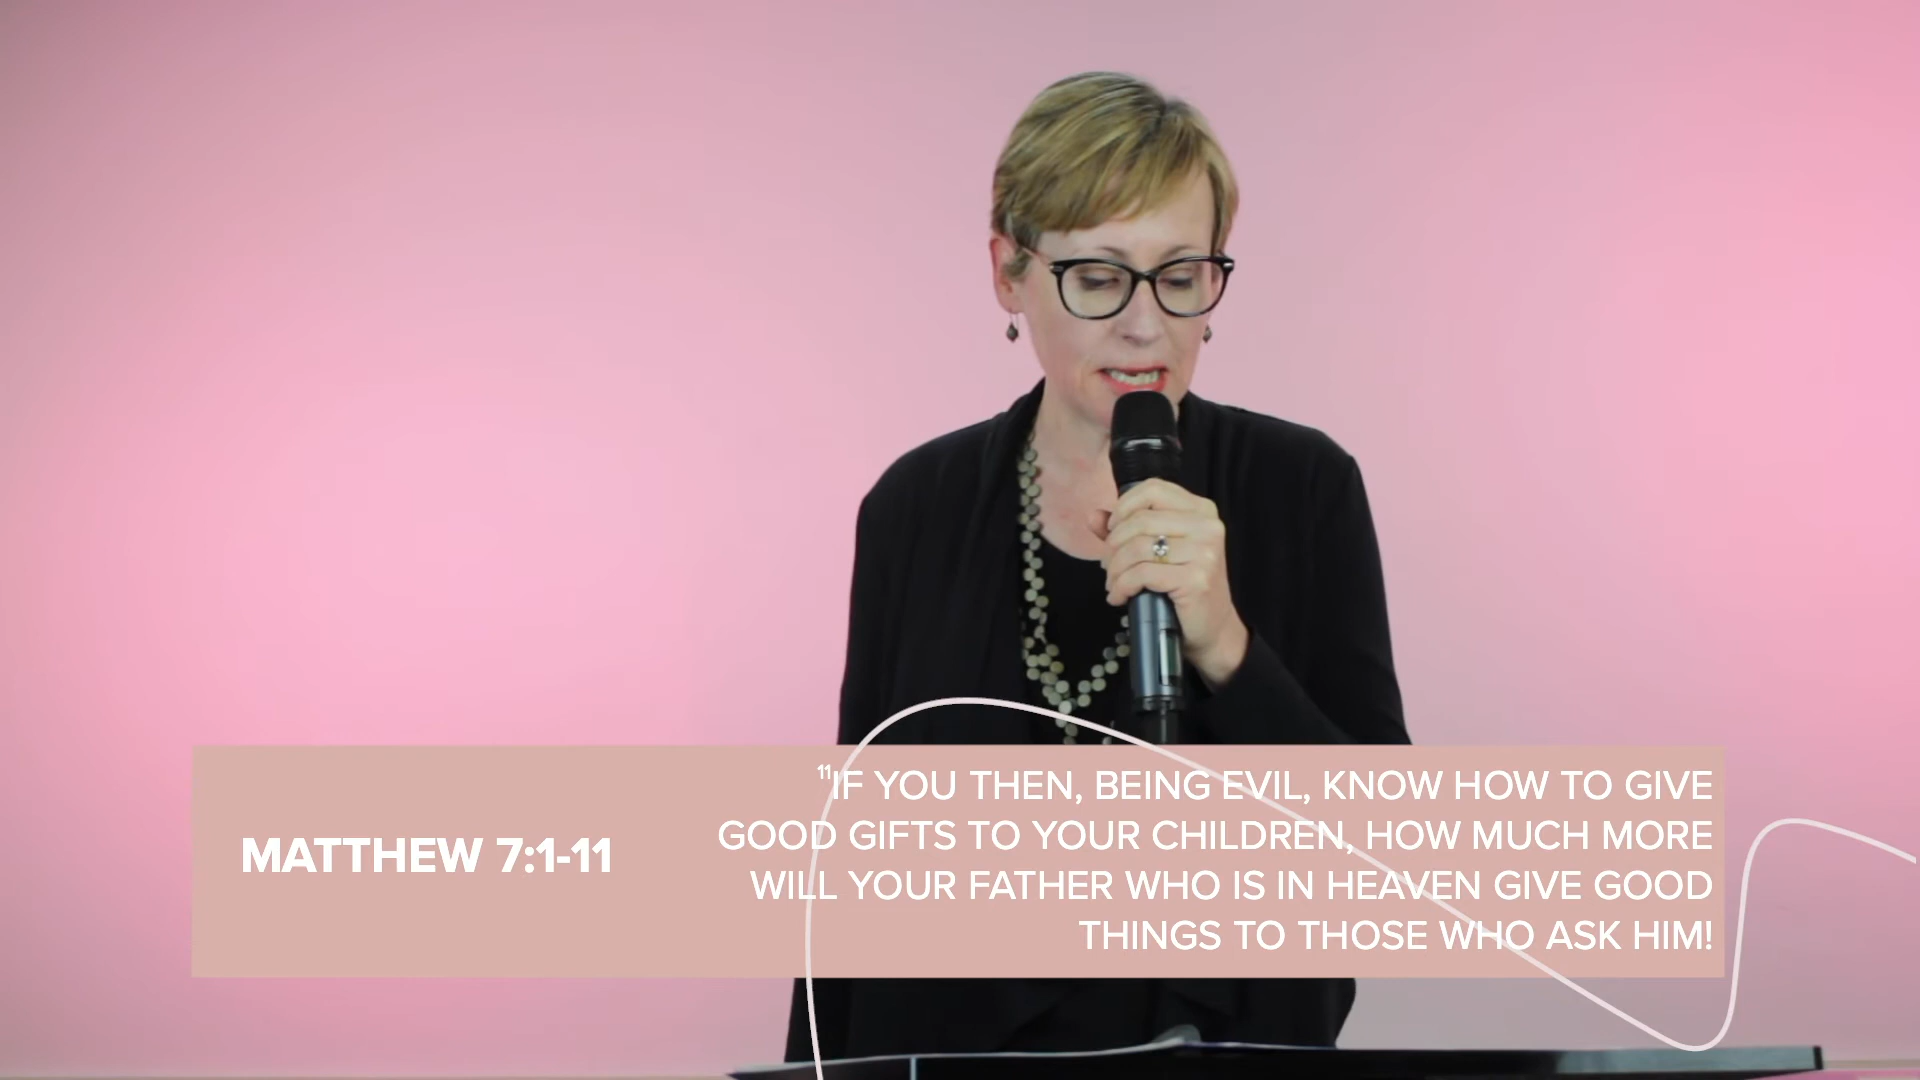 MATTHEW 7:1-11
¹¹IF YOU THEN, BEING EVIL, KNOW HOW TO GIVE
GOOD GIFTS TO YOUR CHILDREN, HOW MUCH MORE
WILL YOUR FATHER WHO IS IN HEAVEN GIVE GOOD
THINGS TO THOSE WHO ASK HIM!